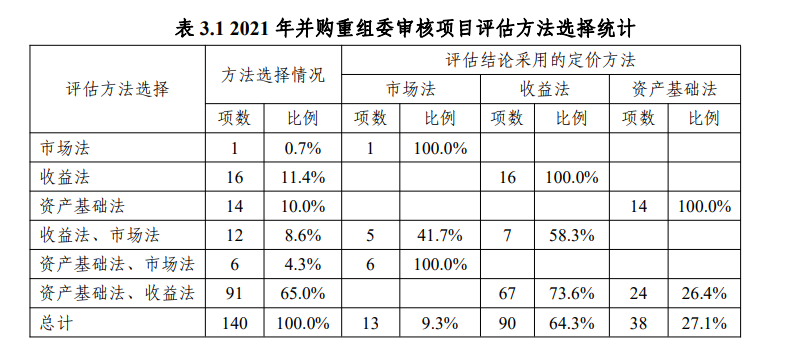 表 3.1 2021 年并购重组委审核项目评估方法选择统计
评估方法选择 方法选择情况 评估结论采用的定价方法
市场法 收益法 资产基础法
项数 比例 项数 比例 项数 比例 项数 比例
市场法 1 0.7% 1 100.0%
收益法 16 11.4% 16 100.0%
资产基础法 14 10.0% 14 100.0%
收益法、市场法 12 8.6% 5 41.7% 7 58.3%
资产基础法、市场法 6 4.3% 6 100.0%
资产基础法、收益法 91 65.0% 67 73.6% 24 26.4%
总计 140 100.0% 13 9.3% 90 64.3% 38 27.1%